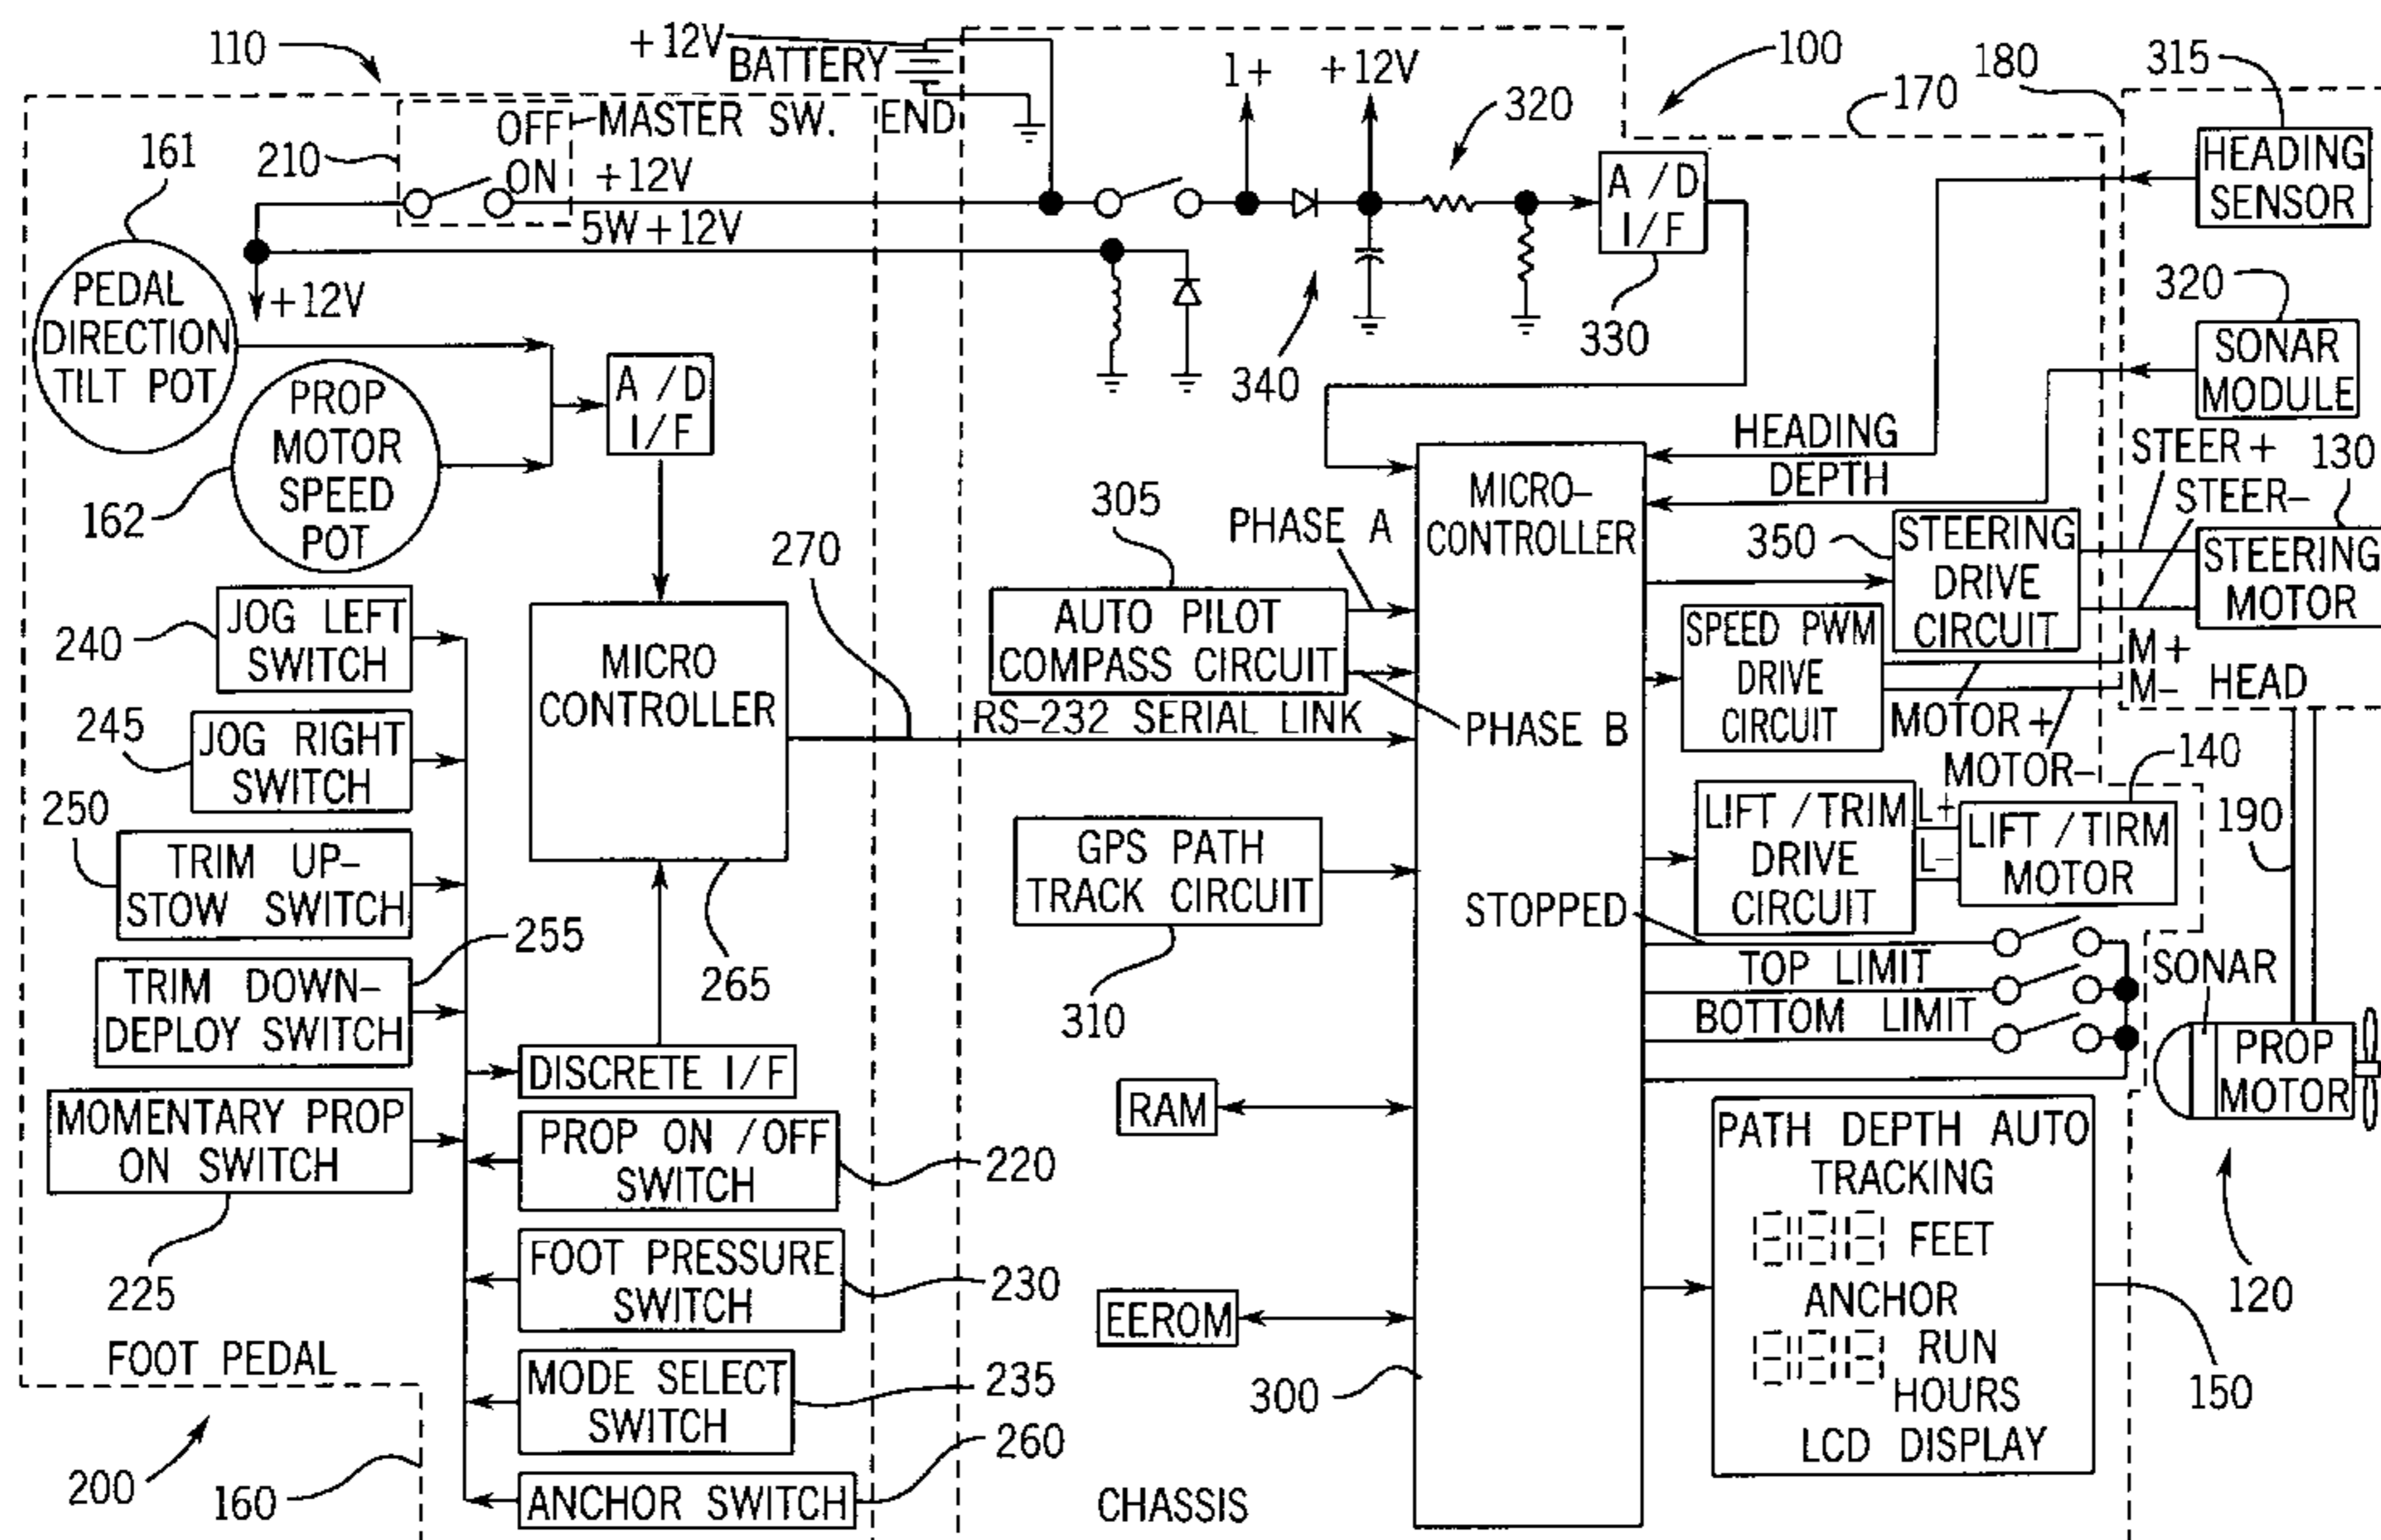 110
+12V
BATTERY
END
1+
+12V
320
100
170
180
315
HEADING
SENSOR
161
210
OFF
ON
MASTER SW.
+12V
5W+12V
A/D
I/F
330
340
PEDAL
DIRECTION
TILT POT
+12V
PROP
MOTOR
SPEED
POT
162
A/D
I/F
320
SONAR
MODULE
HEADING
DEPTH
STEER+
STEER-
130
STEERING
MOTOR
350
STEERING
DRIVE
CIRCUIT
MICRO-
CONTROLLER
305
PHASE A
AUTO PILOT
COMPASS CIRCUIT
PHASE B
270
RS-232 SERIAL LINK
240
JOG LEFT
SWITCH
245
JOG RIGHT
SWITCH
250
TRIM UP-
STOW SWITCH
255
TRIM DOWN-
DEPLOY SWITCH
MOMENTARY PROP
ON SWITCH
225
MICRO
CONTROLLER
265
DISCRETE I/F
PROP ON/OFF
SWITCH
220
FOOT PRESSURE
SWITCH
230
MODE SELECT
SWITCH
235
ANCHOR SWITCH
260
FOOT PEDAL
200
160
SPEED PWM
DRIVE
CIRCUIT
M+
M-
HEAD
MOTOR+
MOTOR-
140
GPS PATH
TRACK CIRCUIT
310
LIFT/TRIM
DRIVE
CIRCUIT
L+
L-
LIFT/TIRM
MOTOR
190
STOPPED
TOP LIMIT
BOTTOM LIMIT
SONAR
PROP
MOTOR
120
RAM
EEROM
300
CHASSIS
PATH DEPTH AUTO
TRACKING
888 FEET
ANCHOR
888 RUN
HOURS
LCD DISPLAY
150